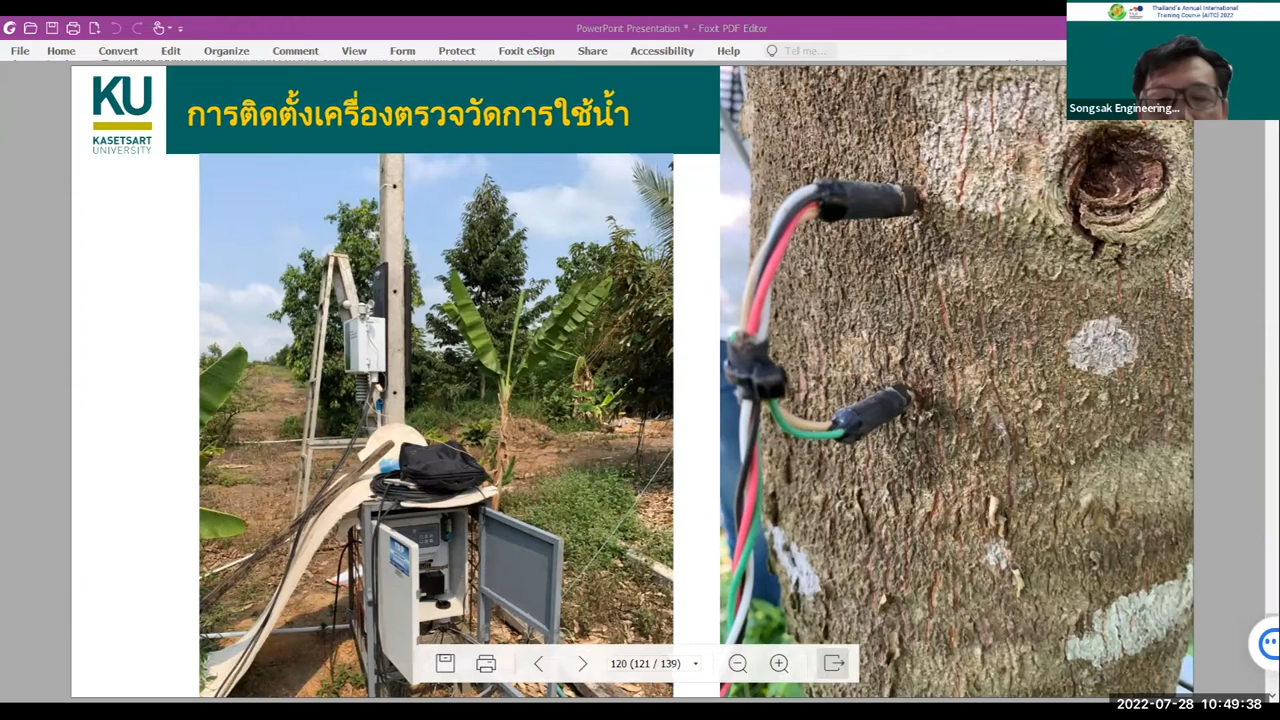 PowerPoint Presentation * - Foxit PDF Editor
File Home Convert Edit Organize Comment View Form Protect Foxit eSign Share Accessibility Help Tell me...
Thailand's Annual International
Training Course (AITC) 2022
Songsak Engineering...
KU
KASETSART
UNIVERSITY
การติดตั้งเครื่องตรวจวัดการใช้น้ำ
120 (121 / 139)
2022-07-28 10:49:38